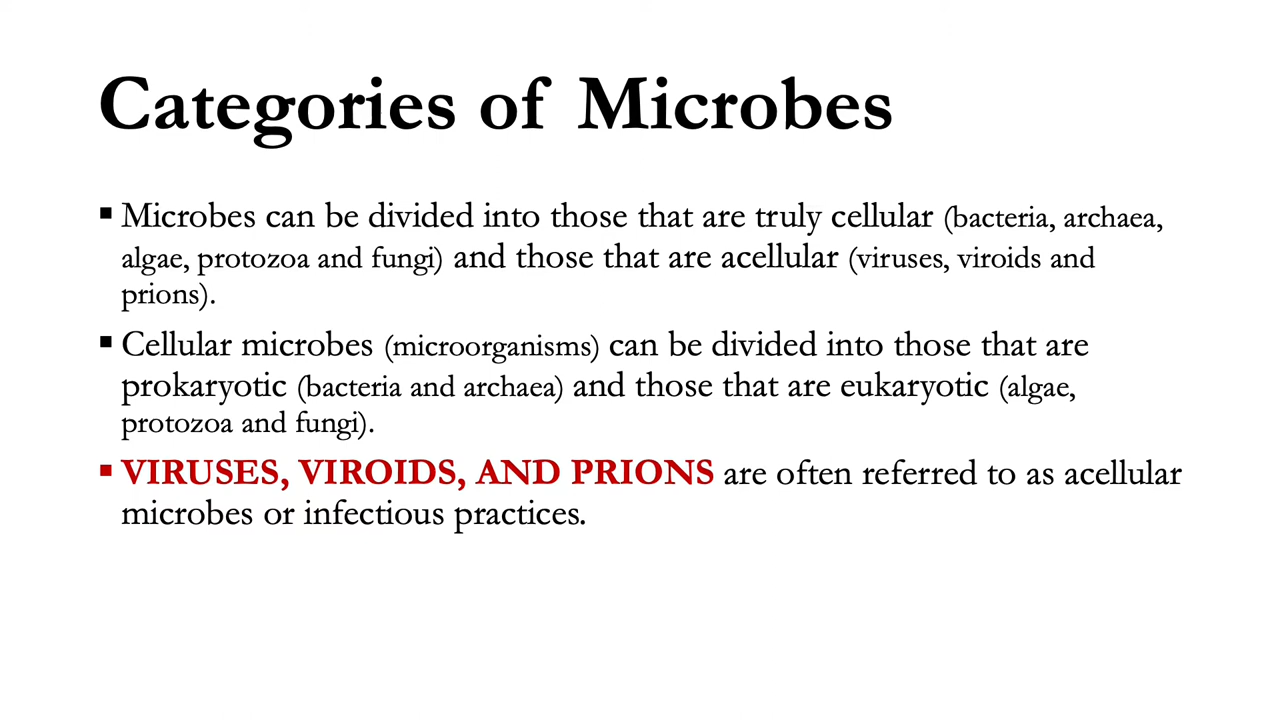 Categories of Microbes
▪ Microbes can be divided into those that are truly cellular (bacteria, archaea,
algae, protozoa and fungi) and those that are acellular (viruses, viroids and
prions).
▪ Cellular microbes (microorganisms) can be divided into those that are
prokaryotic (bacteria and archaea) and those that are eukaryotic (algae,
protozoa and fungi).
▪ VIRUSES, VIROIDS, AND PRIONS are often referred to as acellular
microbes or infectious practices.